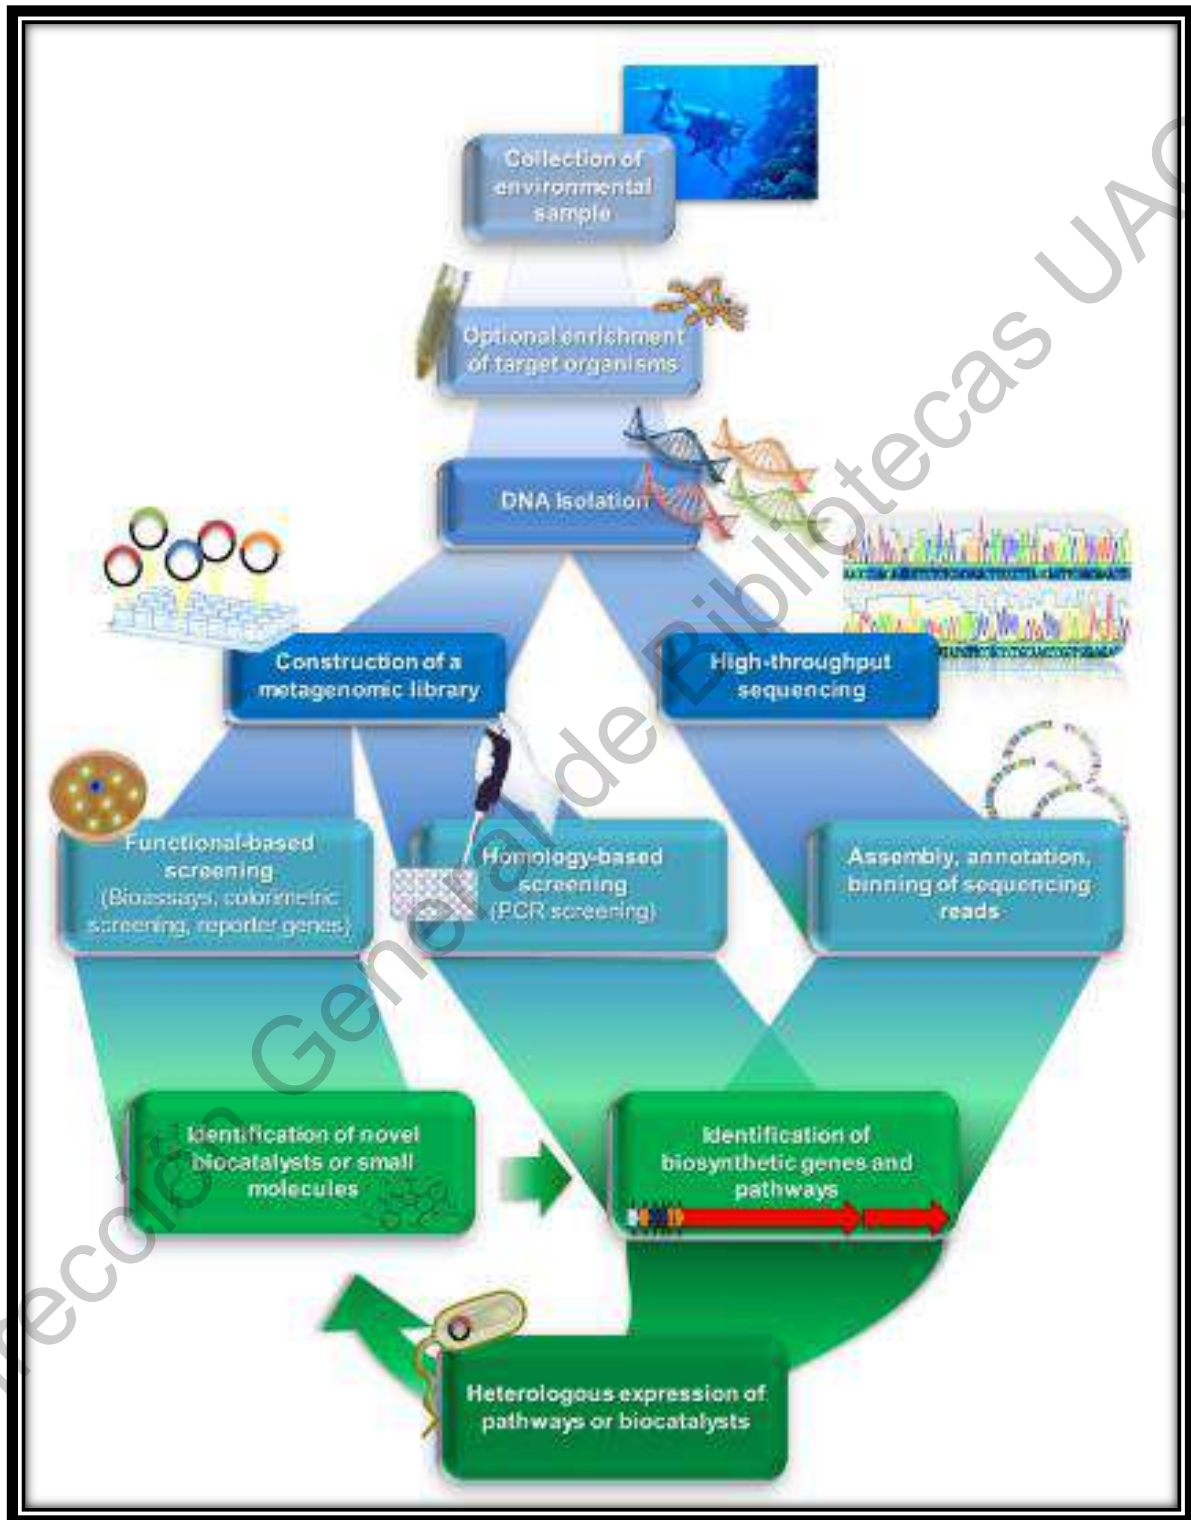 Collection of
environmental
sample
Optional enrichment
of target organisms
DNA Isolation
Construction of a
metagenomic library
High-throughput
sequencing
Functional-based
screening
(Bioassays, colorimetric
screening, reporter genes)
Homology-based
screening
(PCR screening)
Assembly, annotation,
binning of sequencing
reads
Identification of novel
biocatalysts or small
molecules
Identification of
biosynthetic genes and
pathways
Heterologous expression of
pathways or biocatalysts
General de Bibliotecas